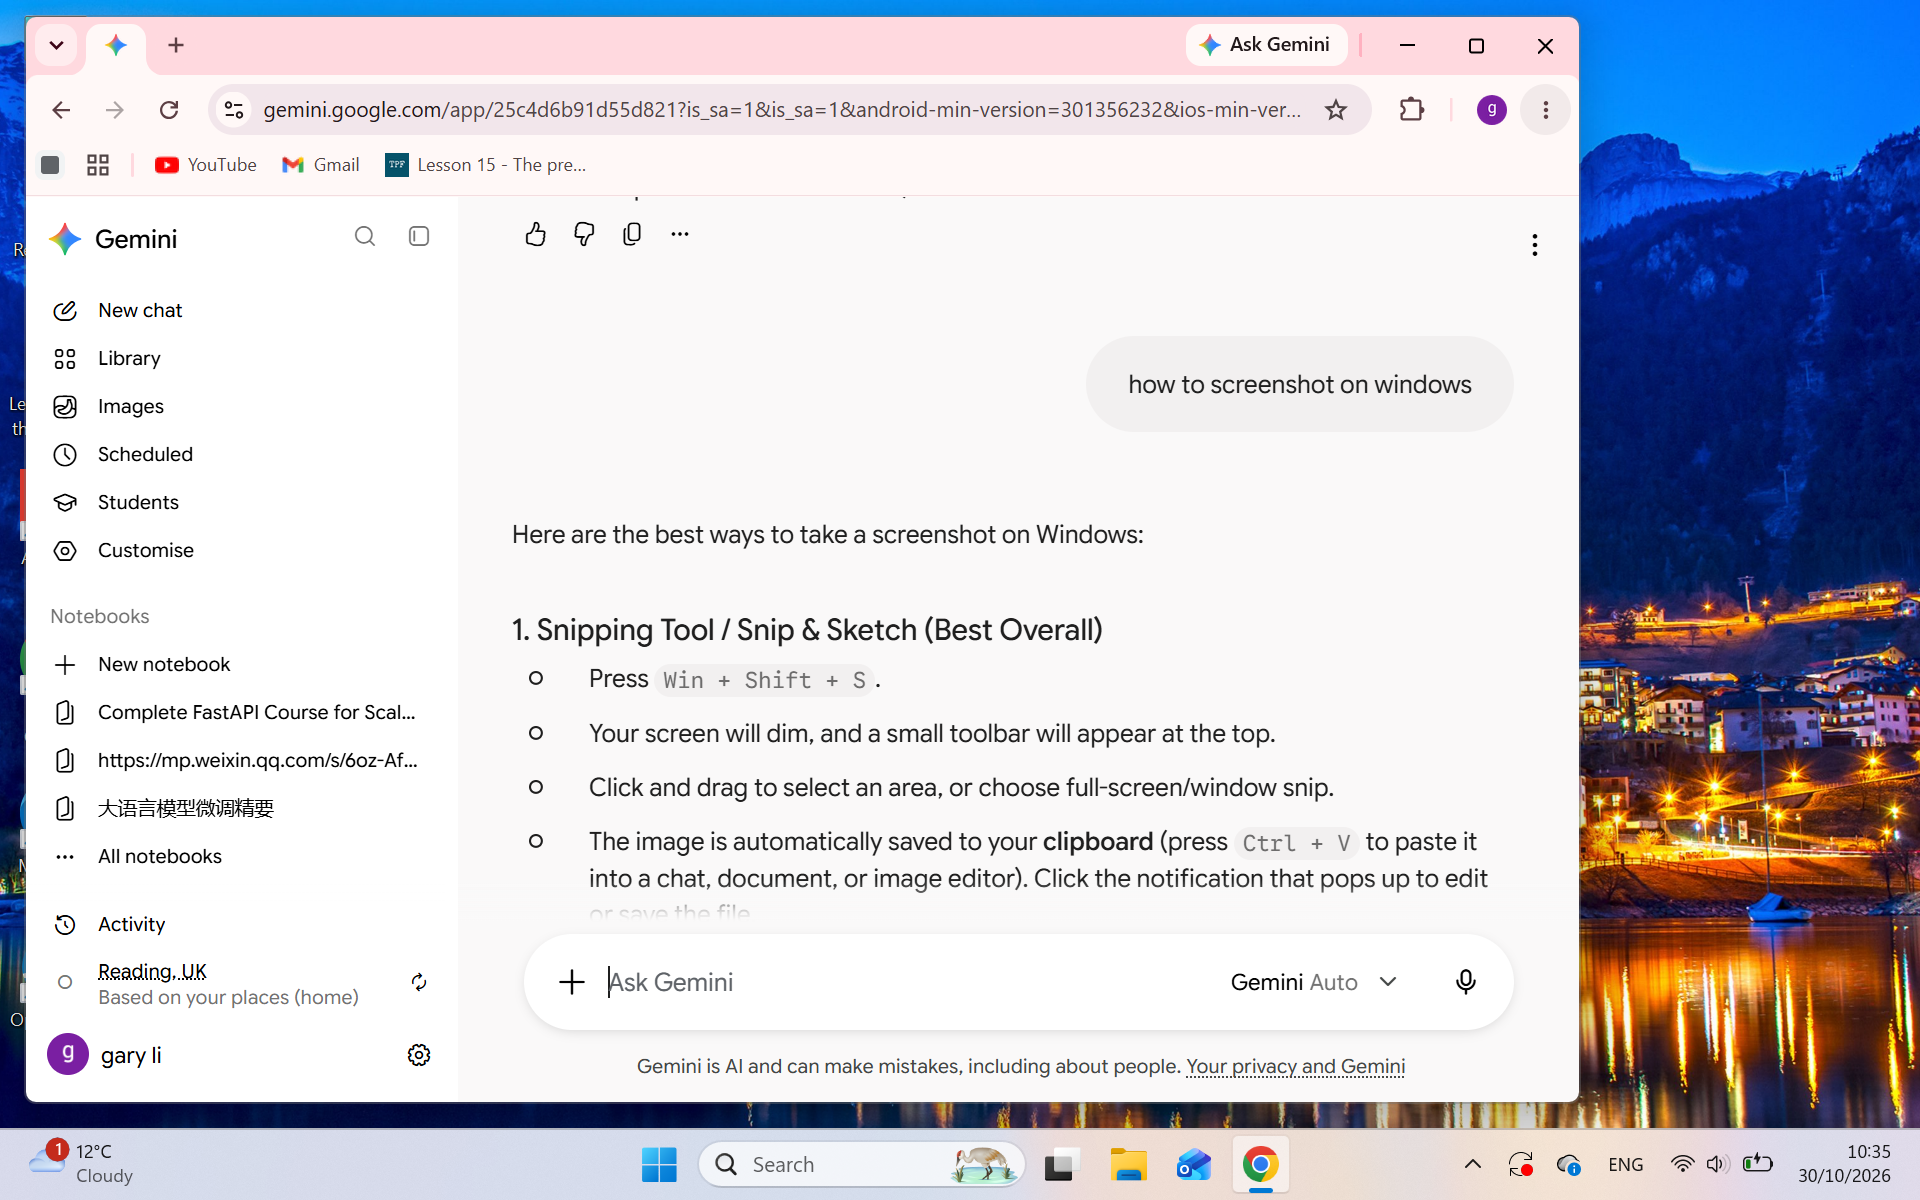 Ask Gemini
gemini.google.com/app/25c4d6b91d55d821?is_sa=1&is_sa=1&android-min-version=301356232&ios-min-ver...
g
YouTube
Gmail
TPF
Lesson 15 - The pre...
Gemini
New chat
Library
Images
Scheduled
Students
Customise
Notebooks
New notebook
Complete FastAPI Course for Scal...
https://mp.weixin.qq.com/s/6oz-Af...
大语言模型微调精要
All notebooks
Activity
Reading, UK
Based on your places (home)
g
gary li
how to screenshot on windows
Here are the best ways to take a screenshot on Windows:
1. Snipping Tool / Snip & Sketch (Best Overall)
Press Win + Shift + S.
Your screen will dim, and a small toolbar will appear at the top.
Click and drag to select an area, or choose full-screen/window snip.
The image is automatically saved to your clipboard (press Ctrl + V to paste it
into a chat, document, or image editor). Click the notification that pops up to edit
or save the file
Ask Gemini
Gemini Auto
Gemini is AI and can make mistakes, including about people. Your privacy and Gemini
1
12°C
Cloudy
Search
ENG
10:35
30/10/2026